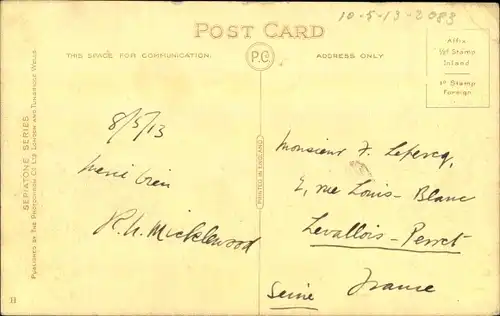 10-5-13-2083
POST CARD
THIS SPACE FOR COMMUNICATION.
P.C.
ADDRESS ONLY
Affix
½d Stamp
Inland
1d Stamp
Foreign
SEPIATONE SERIES.
PUBLISHED BY THE PHOTOCHROM CO LTD LONDON AND TUNBRIDGE WELLS
PRINTED IN ENGLAND
8/5/13
merci bien
R. H. Micklewood
Monsieur F. Lepercq,
2, rue Louis-Blanc
Levallois-Perret
Seine France